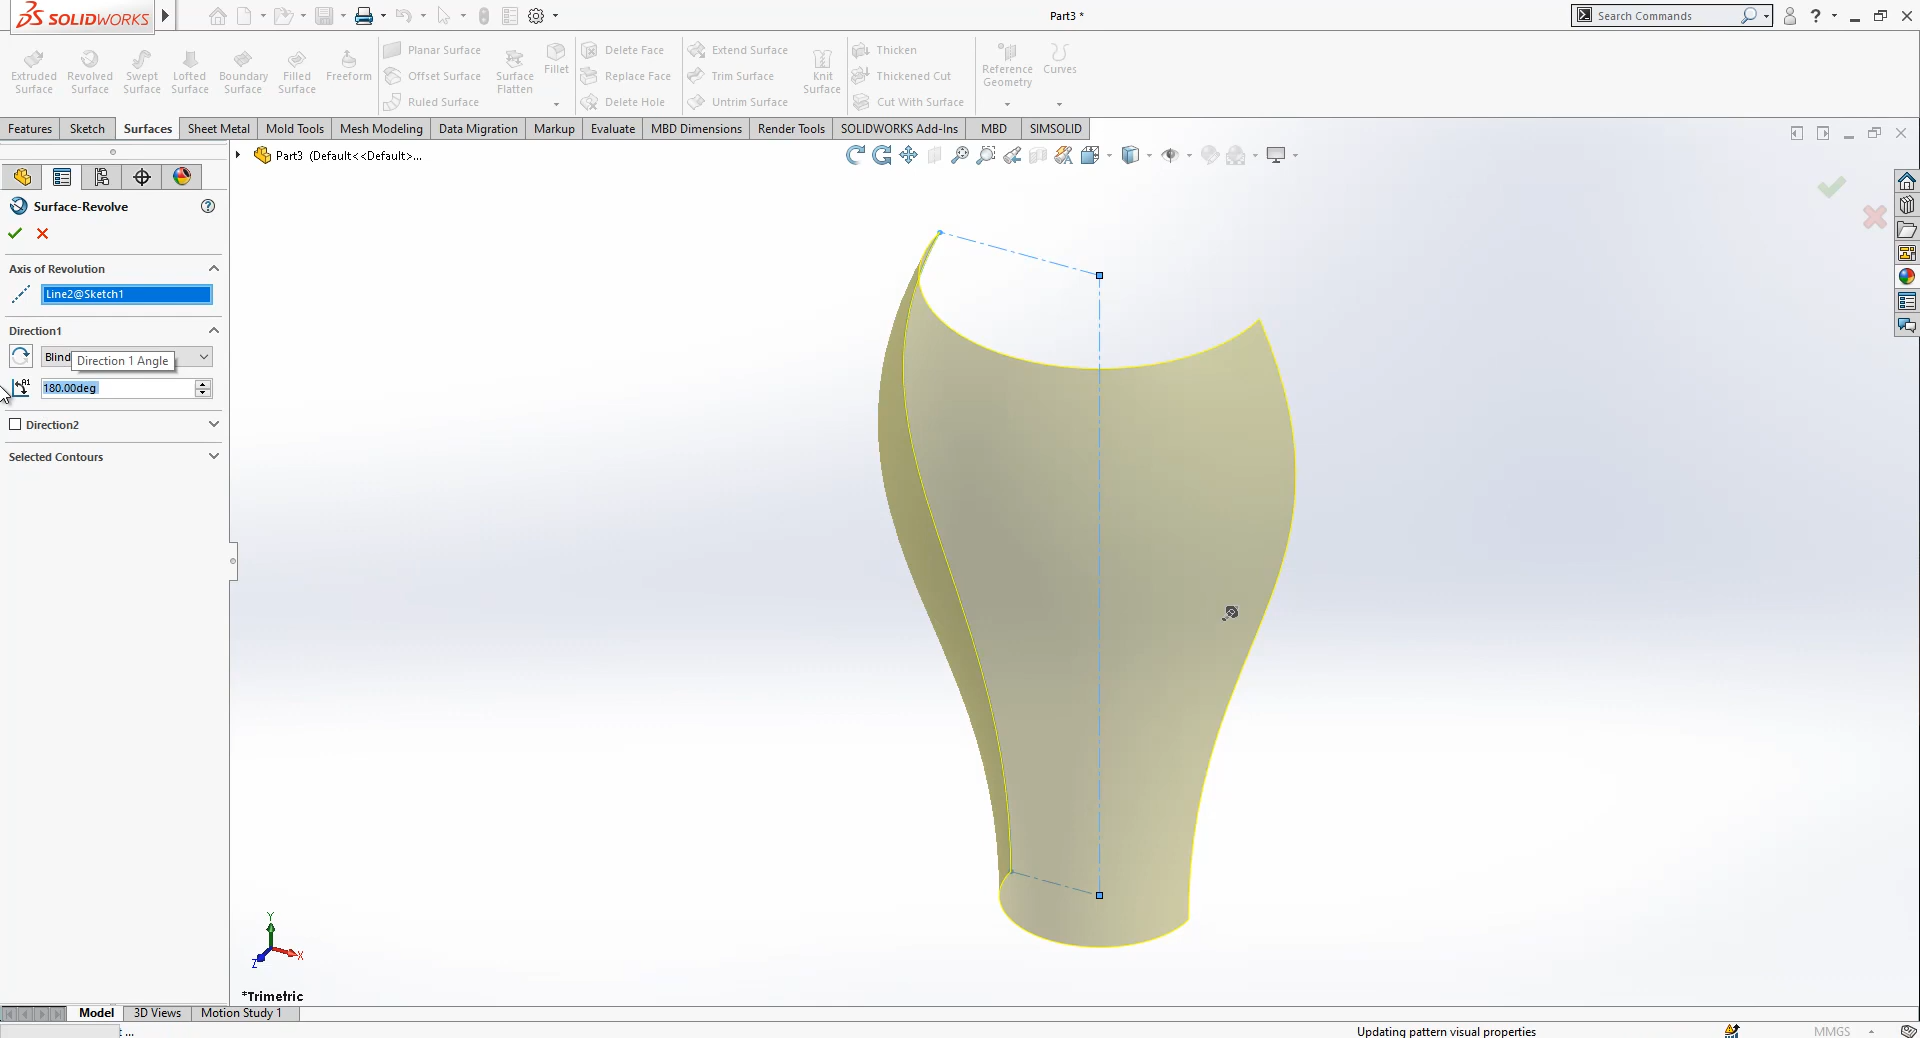 SOLIDWORKS
Part3 *
Search Commands
Extruded Surface
Revolved Surface
Swept Surface
Lofted Surface
Boundary Surface
Filled Surface
Freeform
Planar Surface
Offset Surface
Ruled Surface
Surface Flatten
Fillet
Delete Face
Replace Face
Delete Hole
Extend Surface
Trim Surface
Untrim Surface
Knit Surface
Thicken
Thickened Cut
Cut With Surface
Reference Geometry
Curves
Features
Sketch
Surfaces
Sheet Metal
Mold Tools
Mesh Modeling
Data Migration
Markup
Evaluate
MBD Dimensions
Render Tools
SOLIDWORKS Add-Ins
MBD
SIMSOLID
Part3 (Default<<Default>...
Surface-Revolve
Axis of Revolution
Line2@Sketch1
Direction1
Blind
Direction 1 Angle
A1
180.00deg
Direction2
Selected Contours
Y
X
Z
*Trimetric
Model
3D Views
Motion Study 1
...
Updating pattern visual properties
MMGS